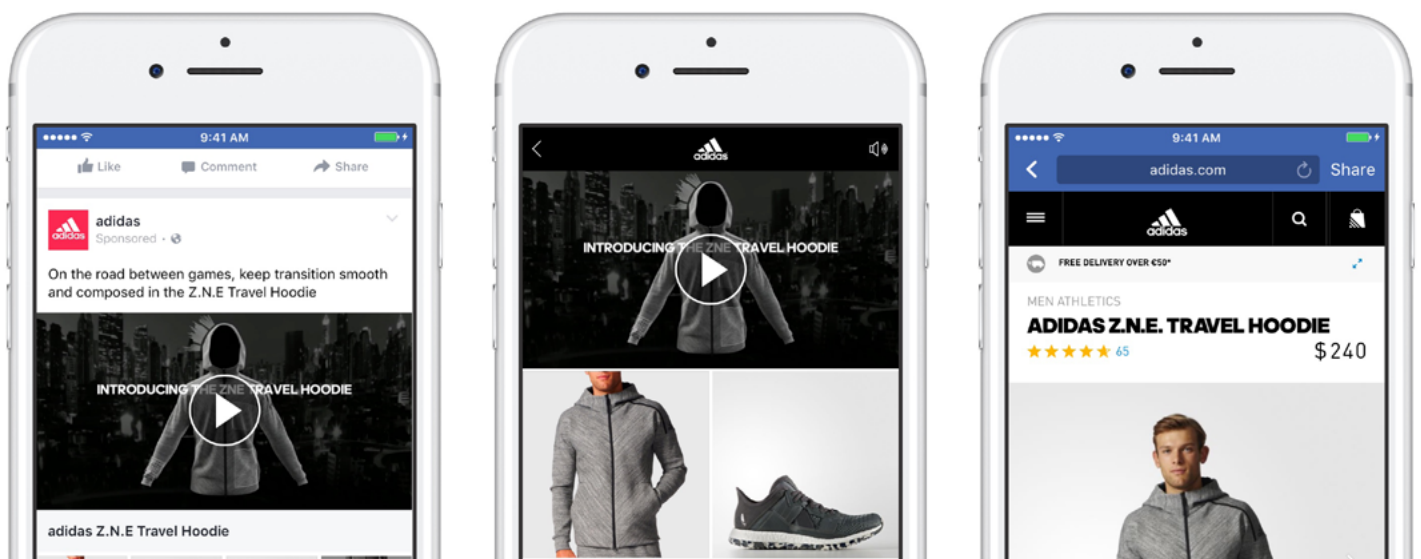 9:41 AM
Like Comment Share
adidas
adidas
Sponsored ·
On the road between games, keep transition smooth
and composed in the Z.N.E Travel Hoodie
INTRODUCING THE ZNE TRAVEL HOODIE
adidas Z.N.E Travel Hoodie
adidas
INTRODUCING THE ZNE TRAVEL HOODIE
9:41 AM
adidas.com Share
adidas
FREE DELIVERY OVER €50*
MEN ATHLETICS
ADIDAS Z.N.E. TRAVEL HOODIE
65 $240